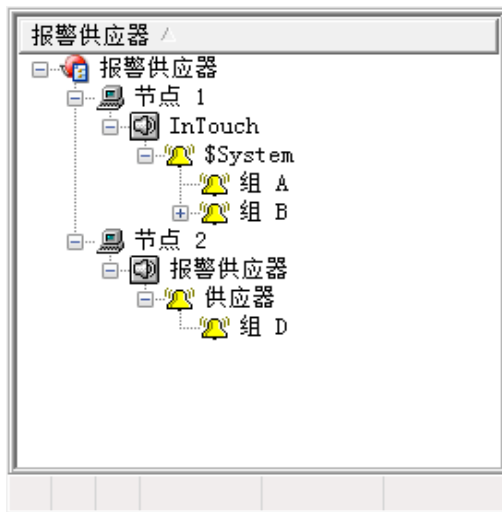 报警供应器
报警供应器
节点 1
InTouch
$System
组 A
组 B
节点 2
报警供应器
供应器
组 D